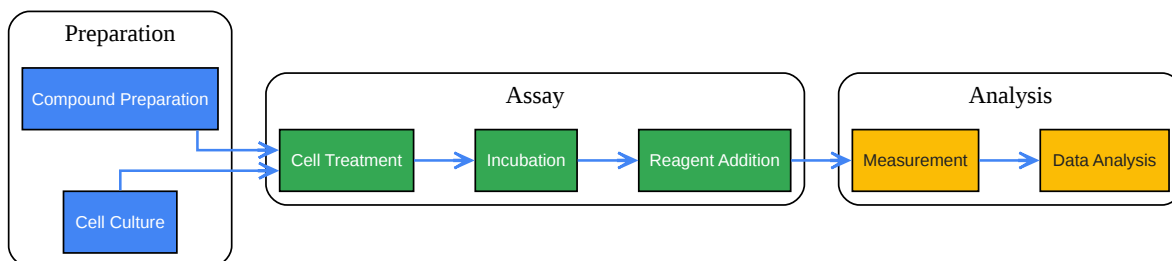 Preparation
Compound Preparation
Cell Culture
Assay
Cell Treatment
Incubation
Reagent Addition
Analysis
Measurement
Data Analysis